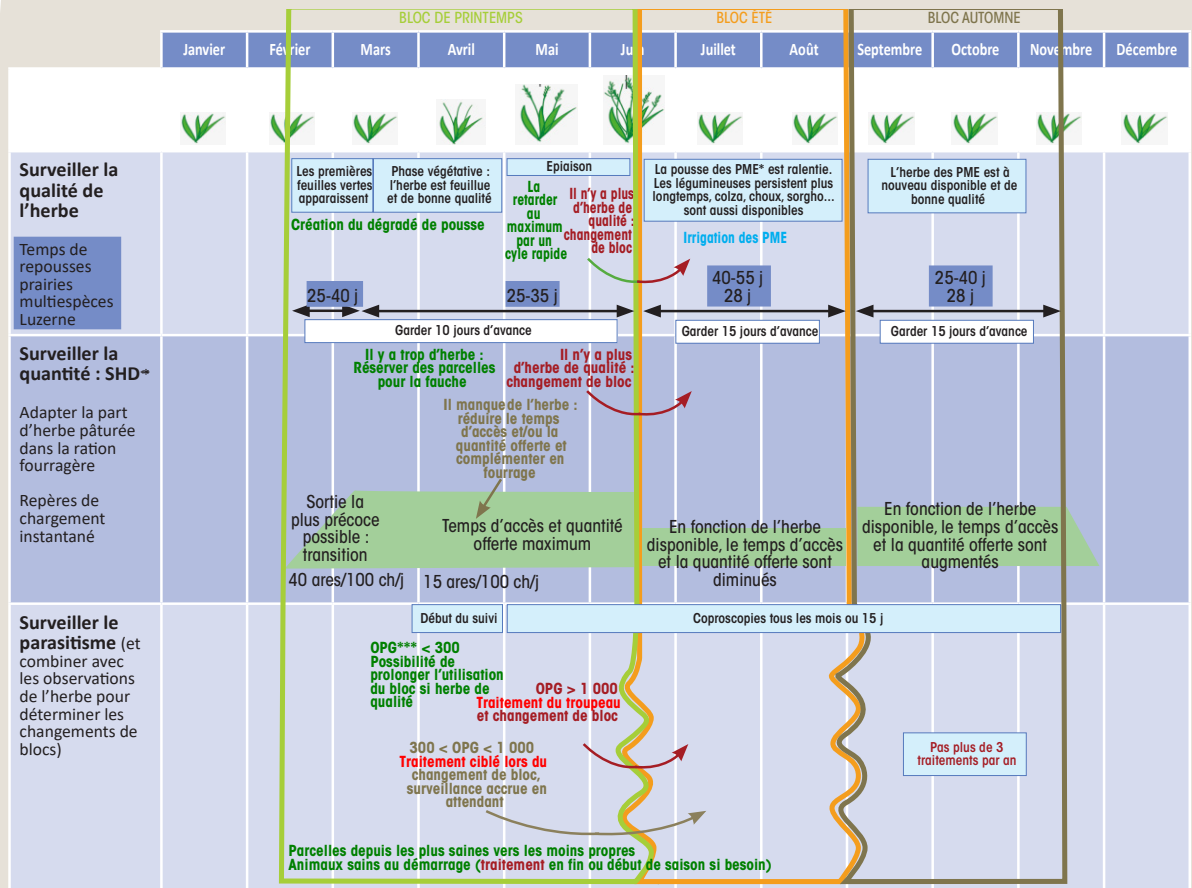 BLOC DE PRINTEMPS
BLOC ÉTÉ
BLOC AUTOMNE
Janvier
Février
Mars
Avril
Mai
Juin
Juillet
Août
Septembre
Octobre
Novembre
Décembre
Surveiller la
qualité de
l'herbe
Les premières
feuilles vertes
apparaissent
Phase végétative :
l'herbe est feuillue
et de bonne qualité
Epiaison
La pousse des PME* est ralentie.
Les légumineuses persistent plus
longtemps, colza, choux, sorgho...
sont aussi disponibles
L'herbe des PME est à
nouveau disponible et de
bonne qualité
Création du dégradé de pousse
La
retarder
au
maximum
par un
cyle rapide
Il n'y a plus
d'herbe de
qualité :
changement
de bloc
Irrigation des PME
Temps de
repousses
prairies
multiespèces
Luzerne
25-40 j
25-35 j
40-55 j
28 j
25-40 j
28 j
Garder 10 jours d'avance
Garder 15 jours d'avance
Garder 15 jours d'avance
Surveiller la
quantité : SHD**
Adapter la part
d'herbe pâturée
dans la ration
fourragère
Repères de
chargement
instantané
Il y a trop d'herbe :
Réserver des parcelles
pour la fauche
Il n'y a plus
d'herbe de qualité :
changement de bloc
Il manque de l'herbe :
réduire le temps
d'accès et/ou la
quantité offerte et
complémenter en
fourrage
Sortie la
plus précoce
possible :
transition
Temps d'accès et quantité
offerte maximum
En fonction de l'herbe
disponible, le temps d'accès
et la quantité offerte sont
diminués
En fonction de l'herbe
disponible, le temps d'accès
et la quantité offerte sont
augmentés
40 ares/100 ch/j
15 ares/100 ch/j
Surveiller le
parasitisme (et
combiner avec
les observations
de l'herbe pour
déterminer les
changements de
blocs)
Début du suivi
Coproscopies tous les mois ou 15 j
OPG*** < 300
Possibilité de
prolonger l'utilisation
du bloc si herbe de
qualité
OPG > 1 000
Traitement du troupeau
et changement de bloc
300 < OPG < 1 000
Traitement ciblé lors du
changement de bloc,
surveillance accrue en
attendant
Pas plus de 3
traitements par an
Parcelles depuis les plus saines vers les moins propres
Animaux sains au démarrage (traitement en fin ou début de saison si besoin)